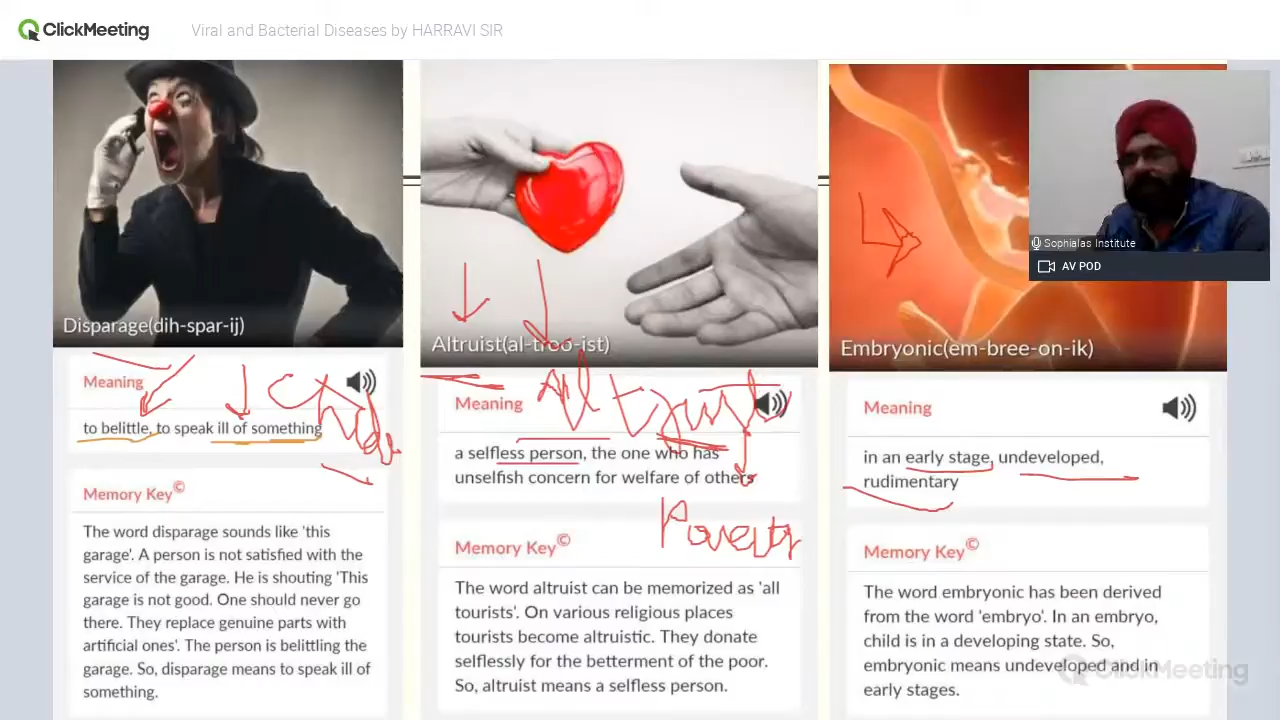 ClickMeeting
Viral and Bacterial Diseases by HARRAVI SIR
Disparage(dih-spar-ij)
Meaning
to belittle, to speak ill of something
Chide
Memory Key©
The word disparage sounds like 'this
garage'. A person is not satisfied with the
service of the garage. He is shouting 'This
garage is not good. One should never go
there. They replace genuine parts with
artificial ones'. The person is belittling the
garage. So, disparage means to speak ill of
something.
Altruist(al-troo-ist)
Meaning
a selfless person, the one who has
unselfish concern for welfare of others
Poverty
Memory Key©
The word altruist can be memorized as 'all
tourists'. On various religious places
tourists become altruistic. They donate
selflessly for the betterment of the poor.
So, altruist means a selfless person.
Embryonic(em-bree-on-ik)
Meaning
in an early stage, undeveloped,
rudimentary
Memory Key©
The word embryonic has been derived
from the word 'embryo'. In an embryo,
child is in a developing state. So,
embryonic means undeveloped and in
early stages.
Sophialas Institute
AV POD
ClickMeeting